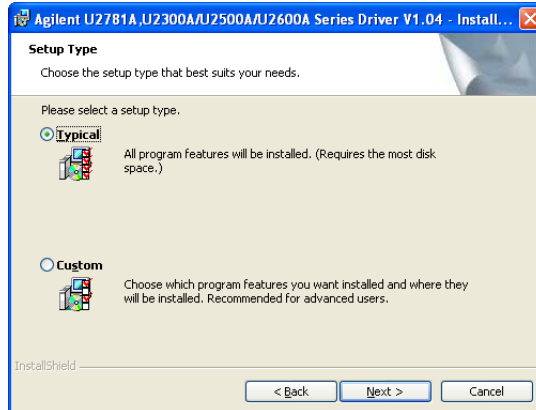 Agilent U2781A,U2300A/U2500A/U2600A Series Driver V1.04 - Install...
Setup Type
Choose the setup type that best suits your needs.
Please select a setup type.
Typical
All program features will be installed. (Requires the most disk
space.)
Custom
Choose which program features you want installed and where they
will be installed. Recommended for advanced users.
InstallShield
< Back
Next >
Cancel